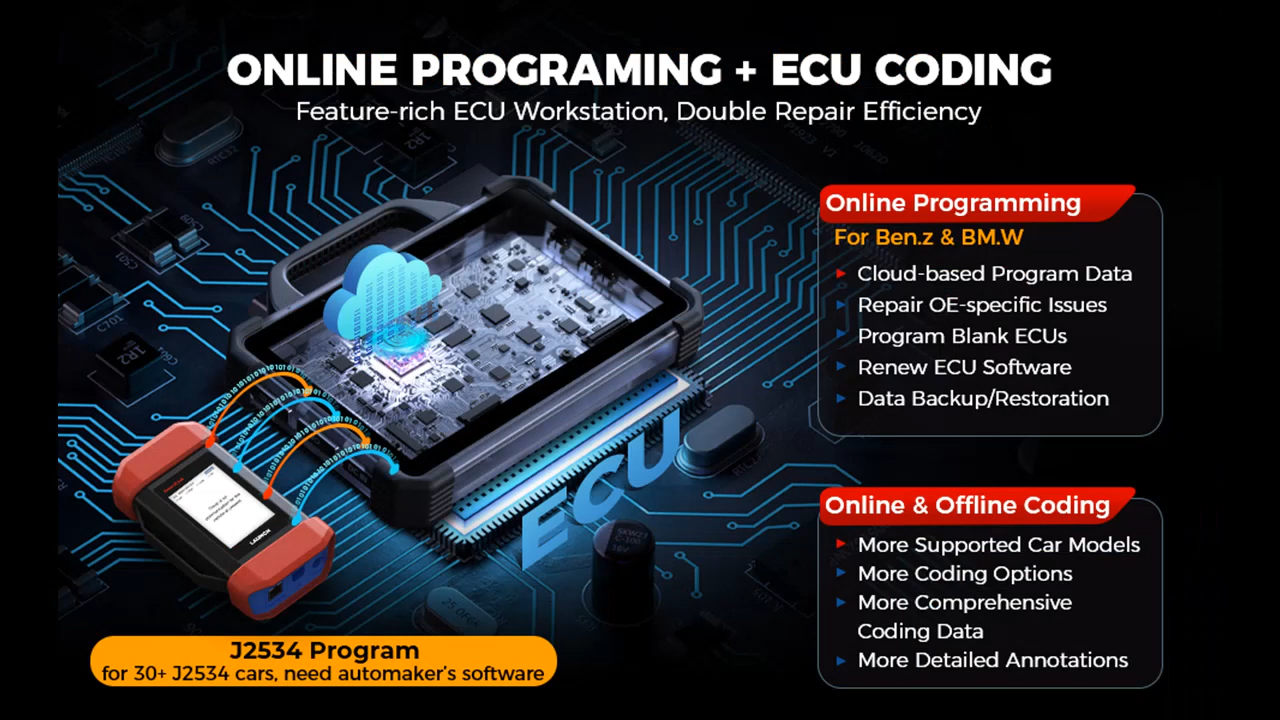 ONLINE PROGRAMING + ECU CODING
Feature-rich ECU Workstation, Double Repair Efficiency
Online Programming
For Ben.z & BM.W
Cloud-based Program Data
Repair OE-specific Issues
Program Blank ECUs
Renew ECU Software
Data Backup/Restoration
ECU
LAUNCH
1R2
1R2
C701
Online & Offline Coding
More Supported Car Models
More Coding Options
More Comprehensive
Coding Data
More Detailed Annotations
J2534 Program
for 30+ J2534 cars, need automaker's software